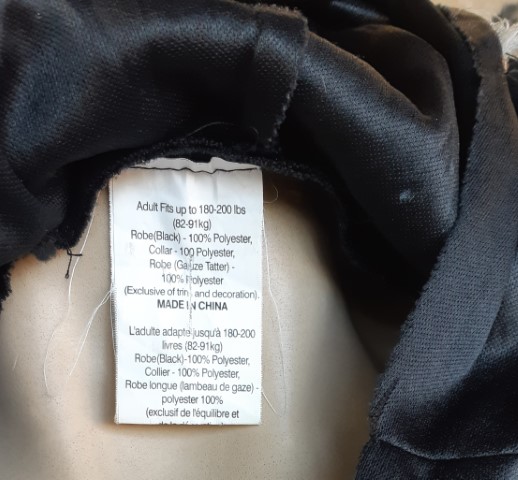 Adult Fits up to 180-200 lbs
(82-91kg)
Robe(Black) - 100% Polyester,
Collar - 100 Polyester,
Robe (Gauze Tatter) -
100% Polyester
(Exclusive of trim and decoration).
MADE IN CHINA
L'adulte adapte jusqu'à 180-200
livres (82-91kg)
Robe(Black)-100% Polyester,
Collier - 100% Polyester,
Robe longue (lambeau de gaze) -
polyester 100%
(exclusif de l'équilibre et